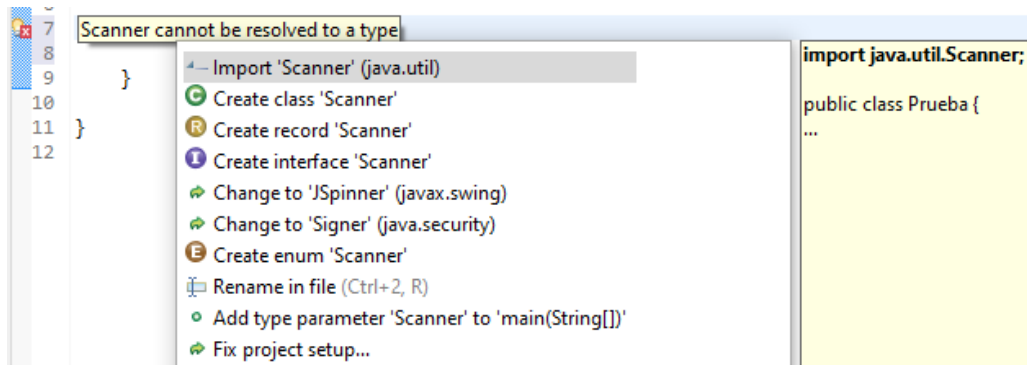 7 Scanner cannot be resolved to a type
8
Import 'Scanner' (java.util)
9 }
Create class 'Scanner'
10
Create record 'Scanner'
11 }
Create interface 'Scanner'
12
Change to 'JSpinner' (javax.swing)
Change to 'Signer' (java.security)
Create enum 'Scanner'
Rename in file (Ctrl+2, R)
Add type parameter 'Scanner' to 'main(String[])'
Fix project setup...
import java.util.Scanner;
public class Prueba {
...